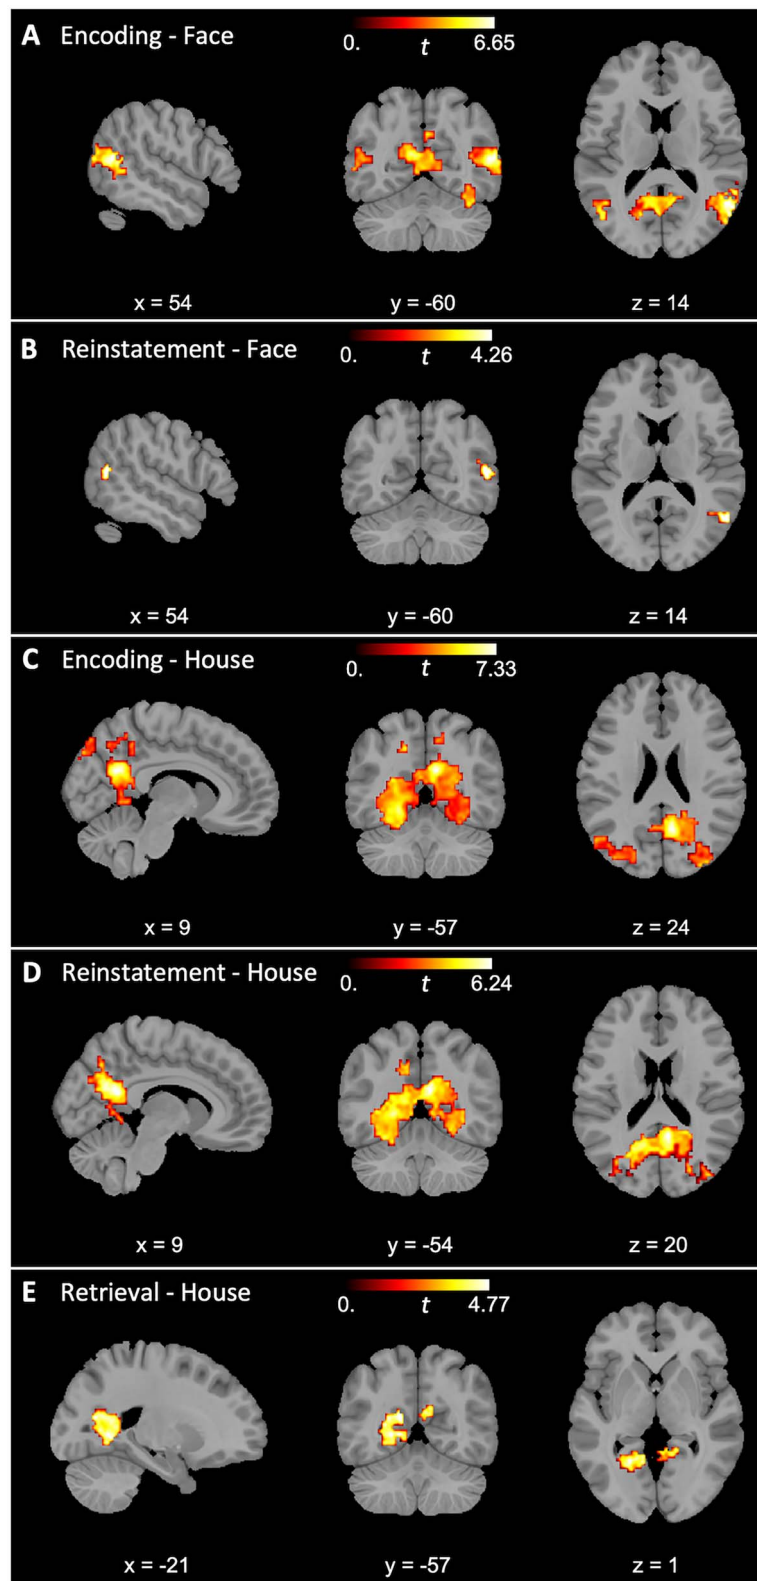 A Encoding - Face
0. t 6.65
x = 54 y = -60 z = 14
B Reinstatement - Face
0. t 4.26
x = 54 y = -60 z = 14
C Encoding - House
0. t 7.33
x = 9 y = -57 z = 24
D Reinstatement - House
0. t 6.24
x = 9 y = -54 z = 20
E Retrieval - House
0. t 4.77
x = -21 y = -57 z = 1